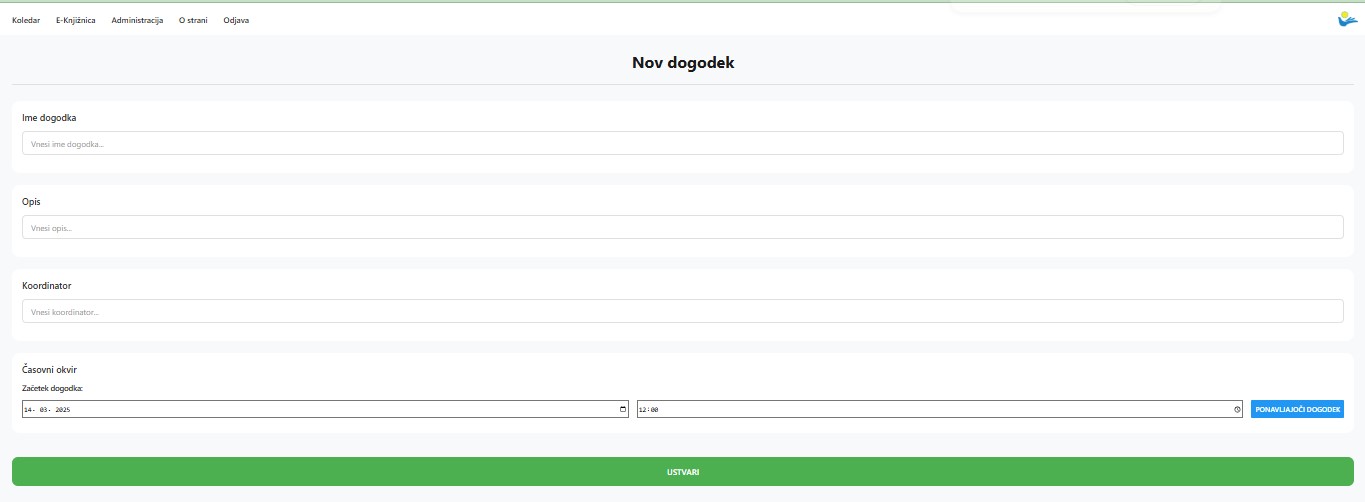 Koledar E-Knjižnica Administracija O strani Odjava
Nov dogodek
Ime dogodka
Vnesi ime dogodka...
Opis
Vnesi opis...
Koordinator
Vnesi koordinator...
Časovni okvir
Začetek dogodka:
14. 03. 2025 12:00 PONAVLJAJOČI DOGODEK
USTVARI